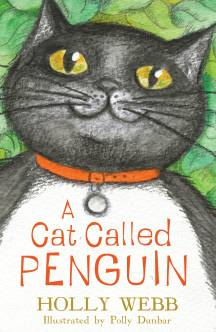 A
Cat Called
PENGUIN
HOLLY WEBB
Illustrated by Polly Dunbar